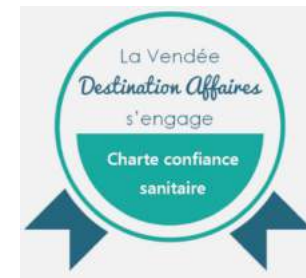 La Vendée
Destination Affaires
s'engage
Charte confiance
sanitaire